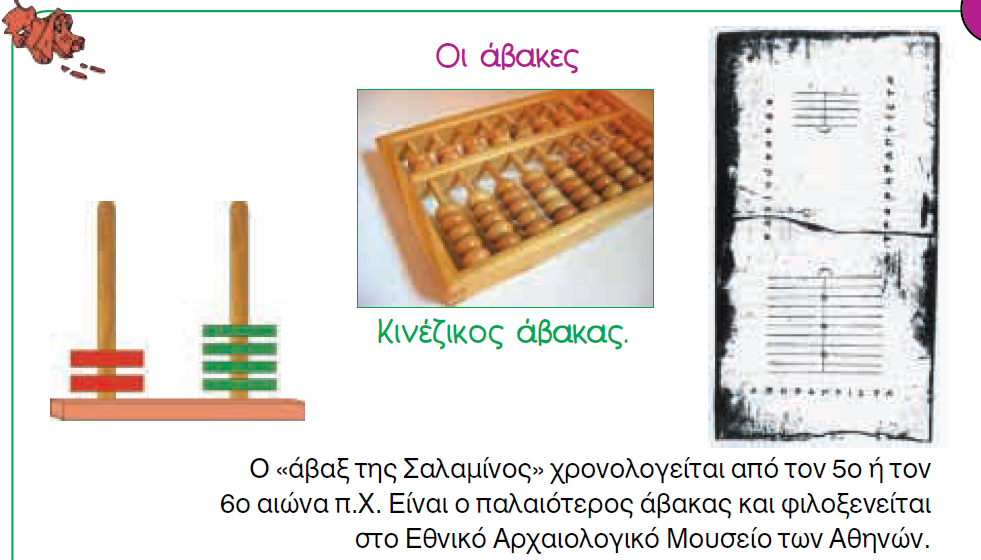 Οι άβακες
Κινέζικος άβακας.
Ο «άβαξ της Σαλαμίνος» χρονολογείται από τον 5ο ή τον
6ο αιώνα π.Χ. Είναι ο παλαιότερος άβακας και φιλοξενείται
στο Εθνικό Αρχαιολογικό Μουσείο των Αθηνών.